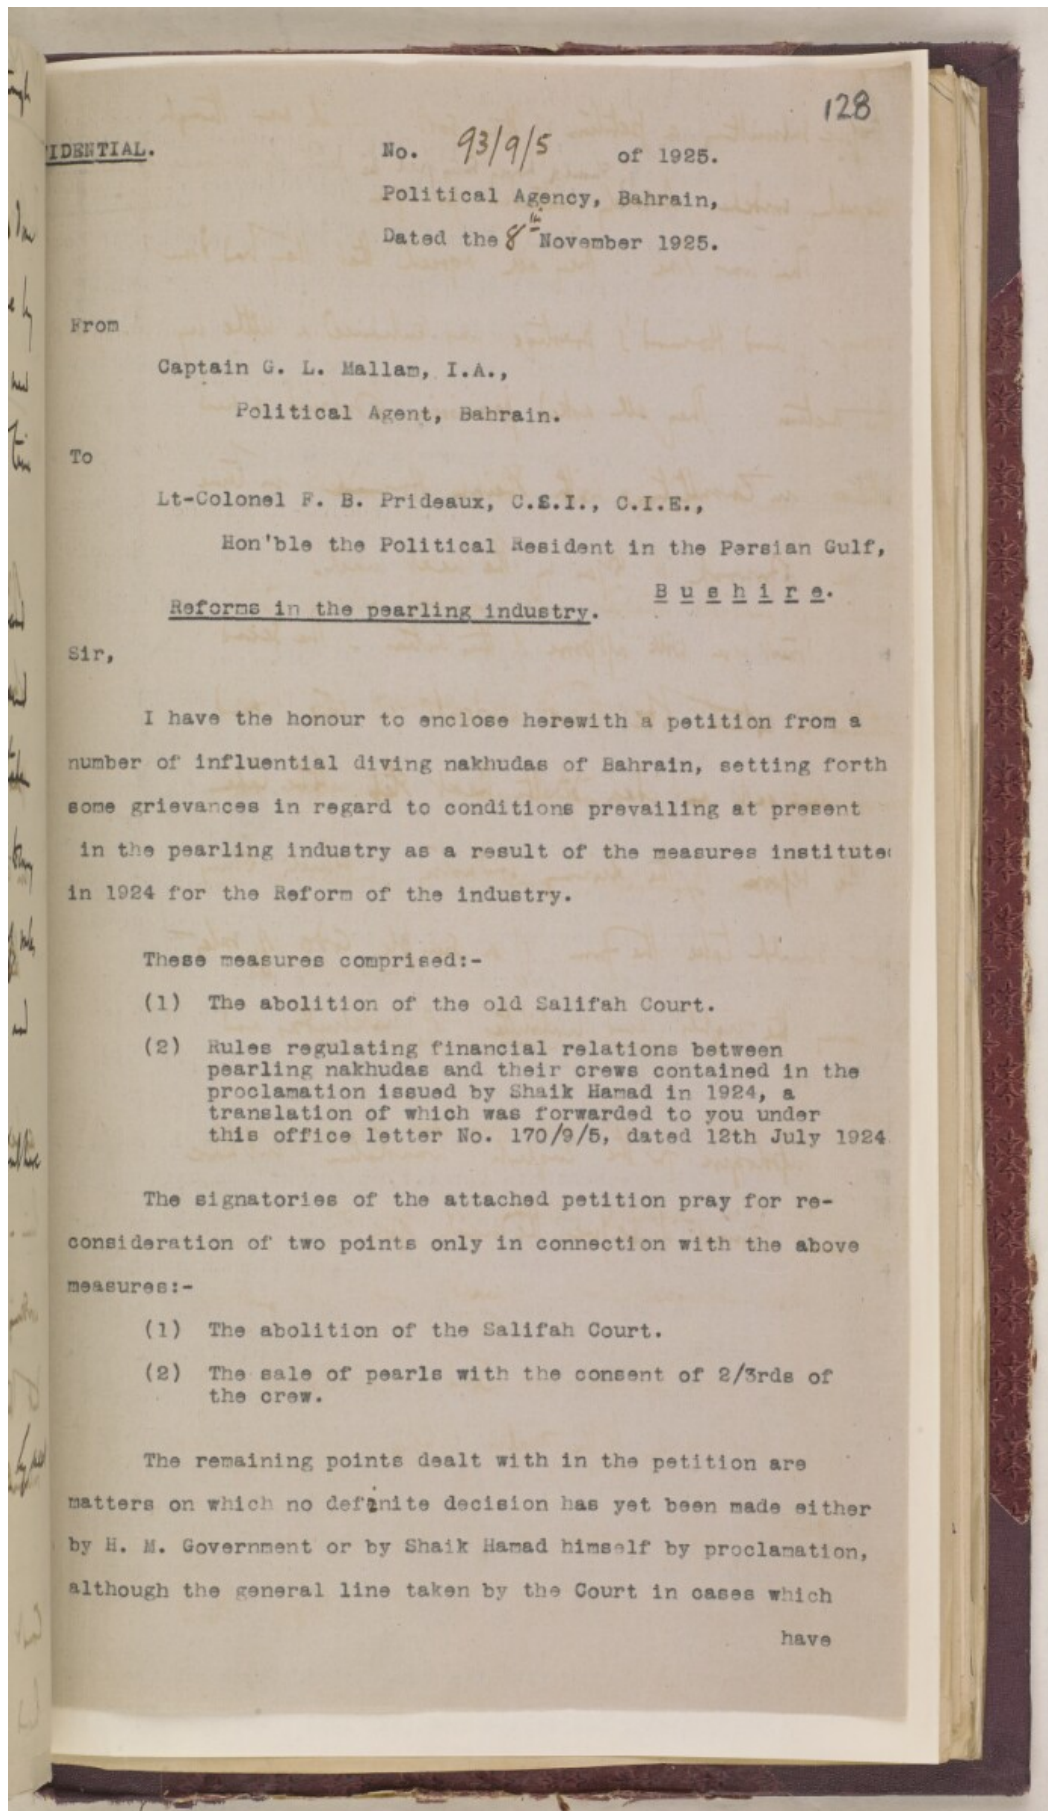 128
IDENTIAL.
No. 93/9/5 of 1925.
Political Agency, Bahrain,
Dated the 8th November 1925.
From
Captain G. L. Mallam, I.A.,
Political Agent, Bahrain.
To
Lt-Colonel F. B. Prideaux, C.S.I., C.I.E.,
Hon'ble the Political Resident in the Persian Gulf,
B u s h i r e.
Reforms in the pearling industry.
Sir,
I have the honour to enclose herewith a petition from a
number of influential diving nakhudas of Bahrain, setting forth
some grievances in regard to conditions prevailing at present
in the pearling industry as a result of the measures institute
in 1924 for the Reform of the industry.
These measures comprised:-
(1) The abolition of the old Salifah Court.
(2) Rules regulating financial relations between
pearling nakhudas and their crews contained in the
proclamation issued by Shaik Hamad in 1924, a
translation of which was forwarded to you under
this office letter No. 170/9/5, dated 12th July 1924
The signatories of the attached petition pray for re-
consideration of two points only in connection with the above
measures:-
(1) The abolition of the Salifah Court.
(2) The sale of pearls with the consent of 2/3rds of
the crew.
The remaining points dealt with in the petition are
matters on which no definite decision has yet been made either
by H. M. Government or by Shaik Hamad himself by proclamation,
although the general line taken by the Court in cases which
have